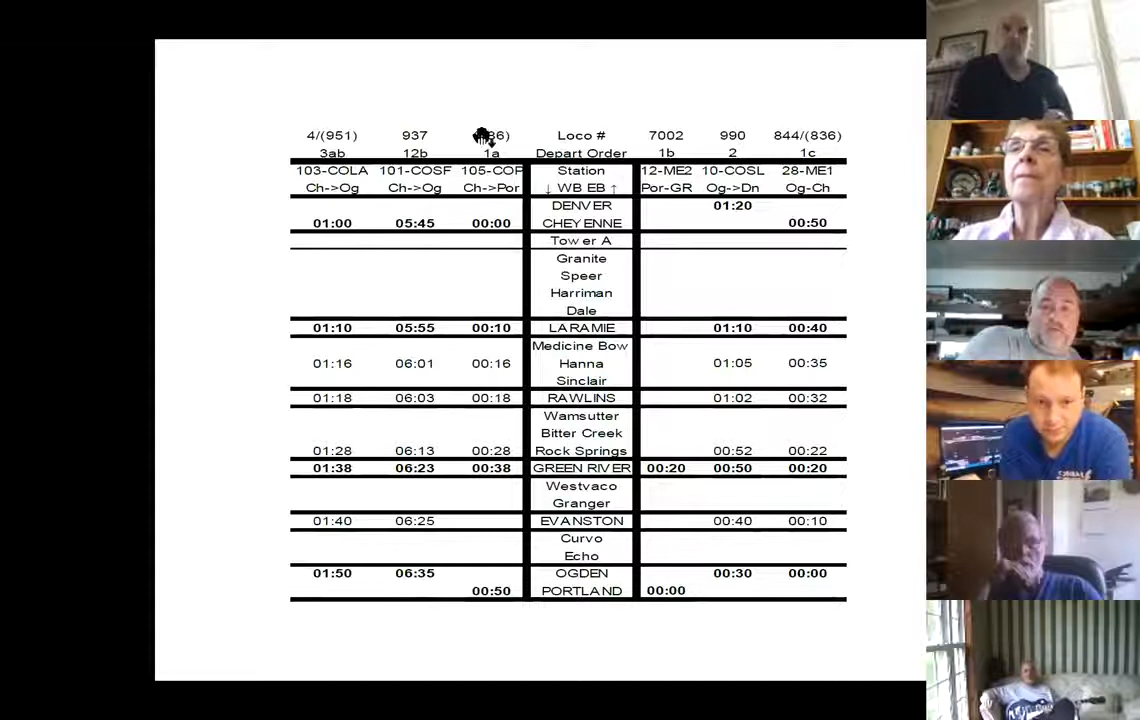 4/(951) 937 36) Loco # 7002 990 844/(836)
3ab 12b 1a Depart Order 1b 2 1c
103-COLA 101-COSF 105-COP Station 12-ME2 10-COSL 28-ME1
Ch->Og Ch->Og Ch->Por ↓ WB EB ↑ Por-GR Og->Dn Og-Ch
DENVER 01:20
01:00 05:45 00:00 CHEYENNE 00:50
Tower A
Granite
Speer
Harriman
Dale
01:10 05:55 00:10 LARAMIE 01:10 00:40
Medicine Bow
01:16 06:01 00:16 Hanna 01:05 00:35
Sinclair
01:18 06:03 00:18 RAWLINS 01:02 00:32
Wamsutter
Bitter Creek
01:28 06:13 00:28 Rock Springs 00:52 00:22
01:38 06:23 00:38 GREEN RIVER 00:20 00:50 00:20
Westvaco
Granger
01:40 06:25 EVANSTON 00:40 00:10
Curvo
Echo
01:50 06:35 OGDEN 00:30 00:00
00:50 PORTLAND 00:00